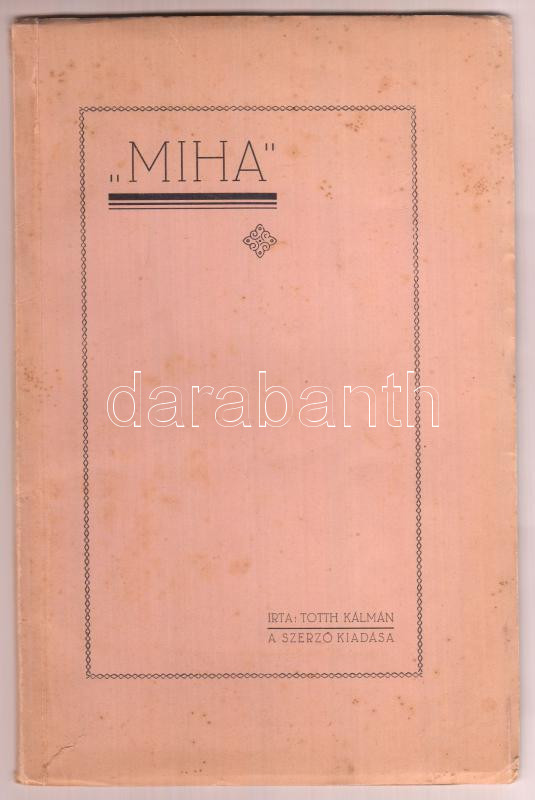 „MIHA"
darabanth
IRTA: TOTTH KÁLMÁN
A SZERZŐ KIADÁSA